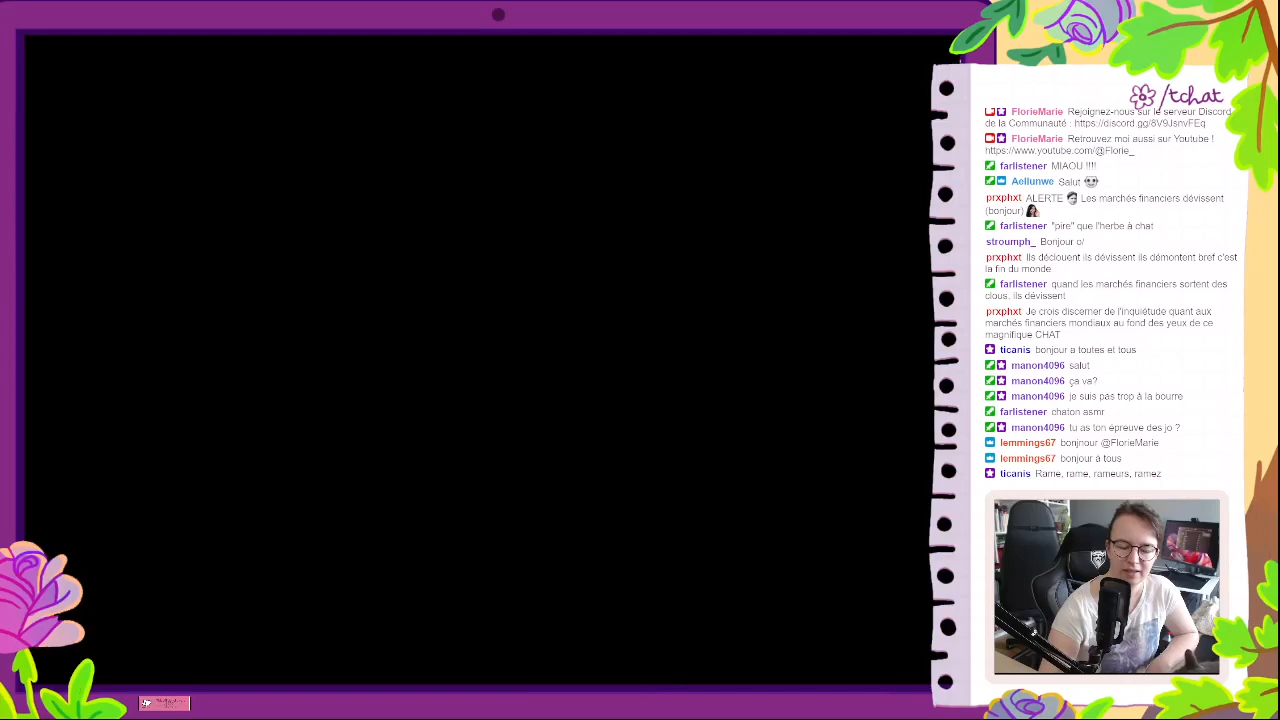 /tchat
FlorieMarie Rejoignez-nous sur le serveur Discord
de la Communauté : https://discord.gg/8V9JsnvFEq
FlorieMarie Retrouvez moi aussi sur Youtube !
https://www.youtube.com/@Florie_
farlistener MIAOU !!!!
Aellunwe Salut
prxphxt ALERTE Les marchés financiers dévissent
(bonjour)
farlistener "pire" que l'herbe à chat
stroumph_ Bonjour o/
prxphxt Ils déclouent ils dévissent ils démontent bref c'est
la fin du monde
farlistener quand les marchés financiers sortent des
clous, ils dévissent
prxphxt Je crois discerner de l'inquiétude quant aux
marchés financiers mondiaux au fond des yeux de ce
magnifique CHAT
ticanis bonjour a toutes et tous
manon4096 salut
manon4096 ça va?
manon4096 je suis pas trop à la bourre
farlistener chaton asmr
manon4096 tu as ton épreuve des jo ?
lemmings67 bonjnour @FlorieMarie
lemmings67 bonjour à tous
ticanis Rame, rame, rameurs, ramez